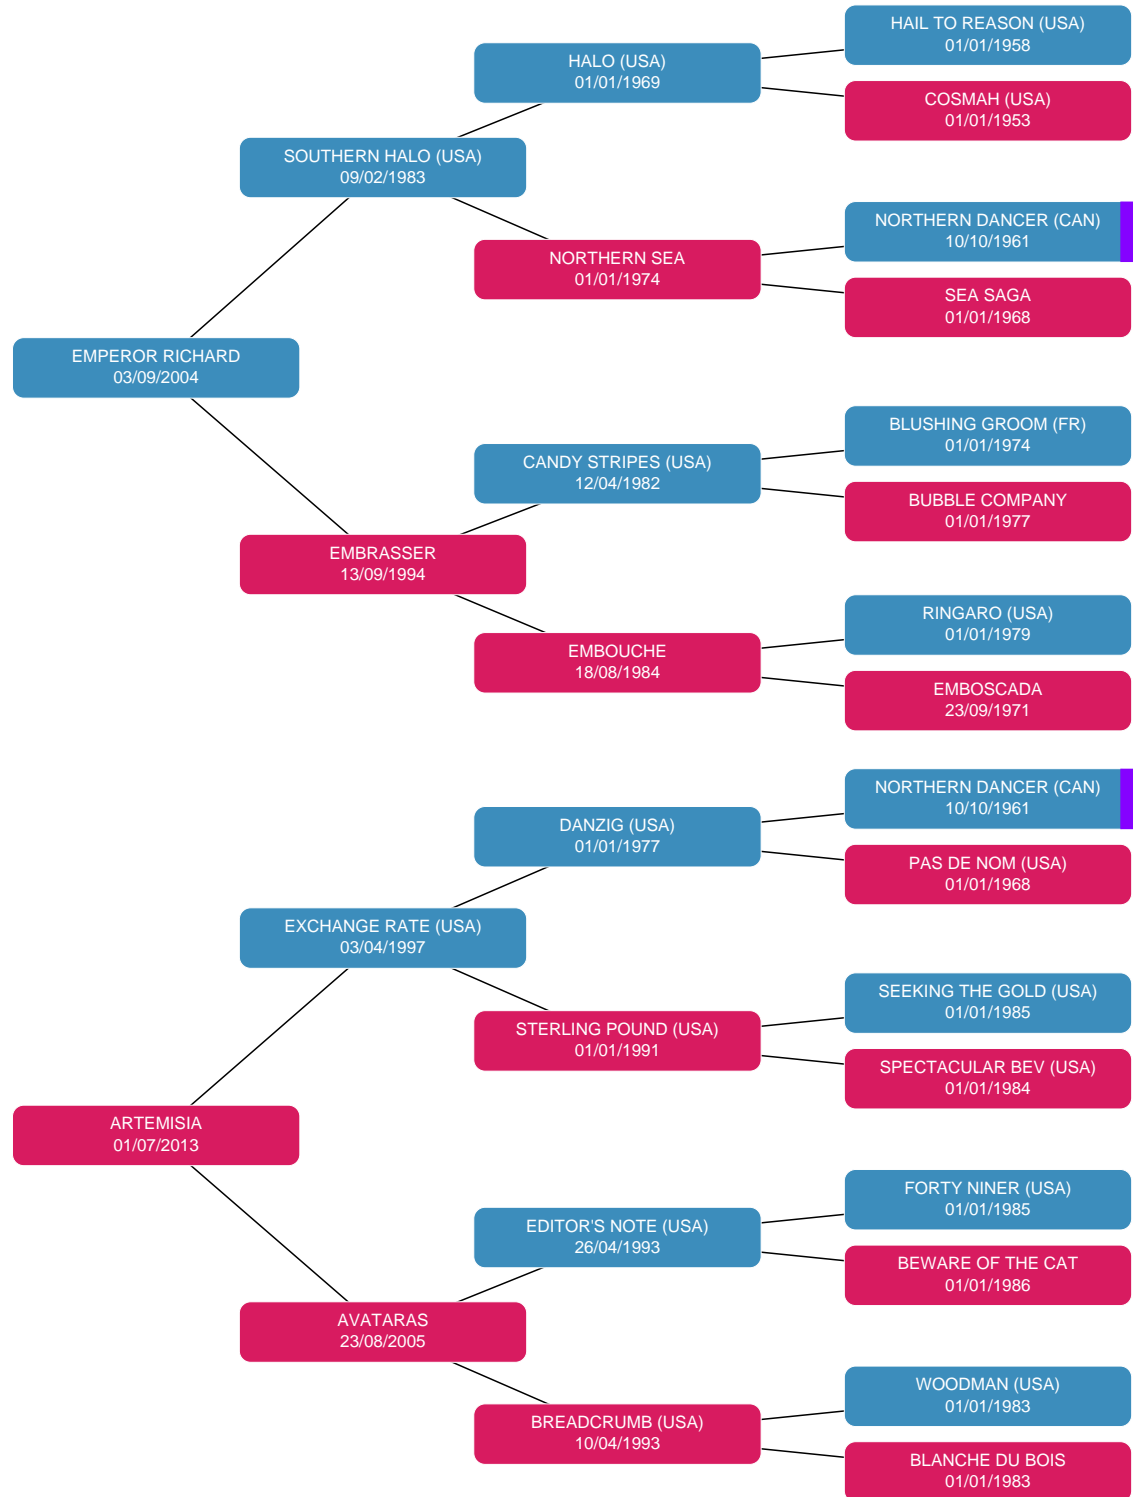 HAIL TO REASON (USA)
01/01/1958
HALO (USA)
01/01/1969
COSMAH (USA)
01/01/1953
SOUTHERN HALO (USA)
09/02/1983
NORTHERN DANCER (CAN)
10/10/1961
NORTHERN SEA
01/01/1974
SEA SAGA
01/01/1968
EMPEROR RICHARD
03/09/2004
BLUSHING GROOM (FR)
01/01/1974
CANDY STRIPES (USA)
12/04/1982
BUBBLE COMPANY
01/01/1977
EMBRASSER
13/09/1994
RINGARO (USA)
01/01/1979
EMBOUCHE
18/08/1984
EMBOSCADA
23/09/1971
NORTHERN DANCER (CAN)
10/10/1961
DANZIG (USA)
01/01/1977
PAS DE NOM (USA)
01/01/1968
EXCHANGE RATE (USA)
03/04/1997
SEEKING THE GOLD (USA)
01/01/1985
STERLING POUND (USA)
01/01/1991
SPECTACULAR BEV (USA)
01/01/1984
ARTEMISIA
01/07/2013
FORTY NINER (USA)
01/01/1985
EDITOR'S NOTE (USA)
26/04/1993
BEWARE OF THE CAT
01/01/1986
AVATARAS
23/08/2005
WOODMAN (USA)
01/01/1983
BREADCRUMB (USA)
10/04/1993
BLANCHE DU BOIS
01/01/1983